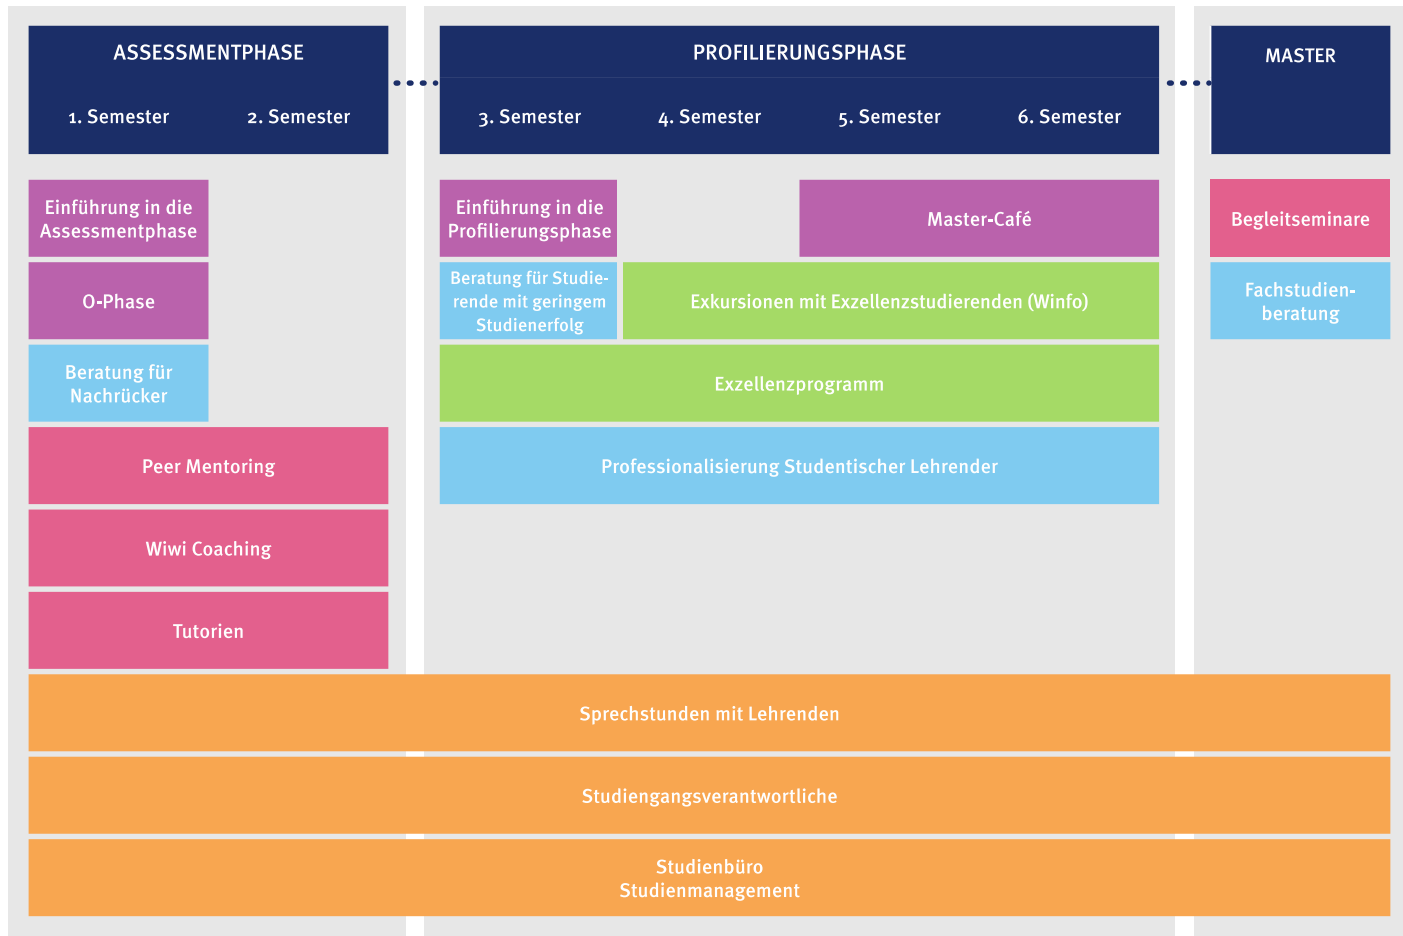 ASSESSMENTPHASE
1. Semester
2. Semester
PROFILIERUNGSPHASE
3. Semester
4. Semester
5. Semester
6. Semester
MASTER
Einführung in die
Assessmentphase
O-Phase
Beratung für
Nachrücker
Peer Mentoring
Wiwi Coaching
Tutorien
Einführung in die
Profilierungsphase
Master-Café
Beratung für Studie-
rende mit geringem
Studienerfolg
Exkursionen mit Exzellenzstudierenden (Winfo)
Exzellenzprogramm
Professionalisierung Studentischer Lehrender
Begleitseminare
Fachstudien-
beratung
Sprechstunden mit Lehrenden
Studiengangsverantwortliche
Studienbüro
Studienmanagement